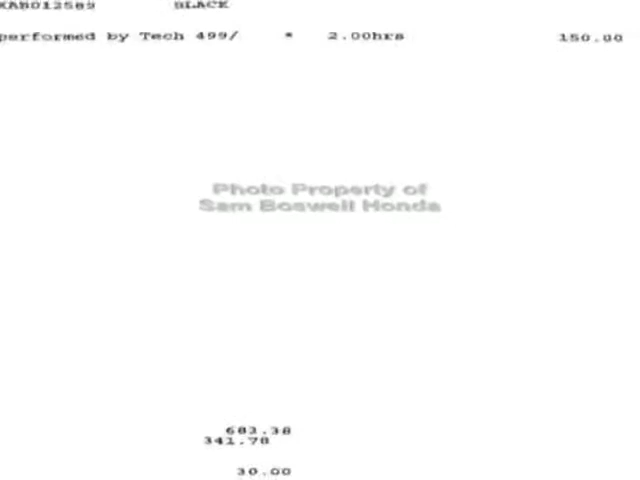 BLACK
performed by Tech 499/ * 2.00hrs 150.00
Photo Property of
Sam Boswell Honda
683.38
341.78
30.00